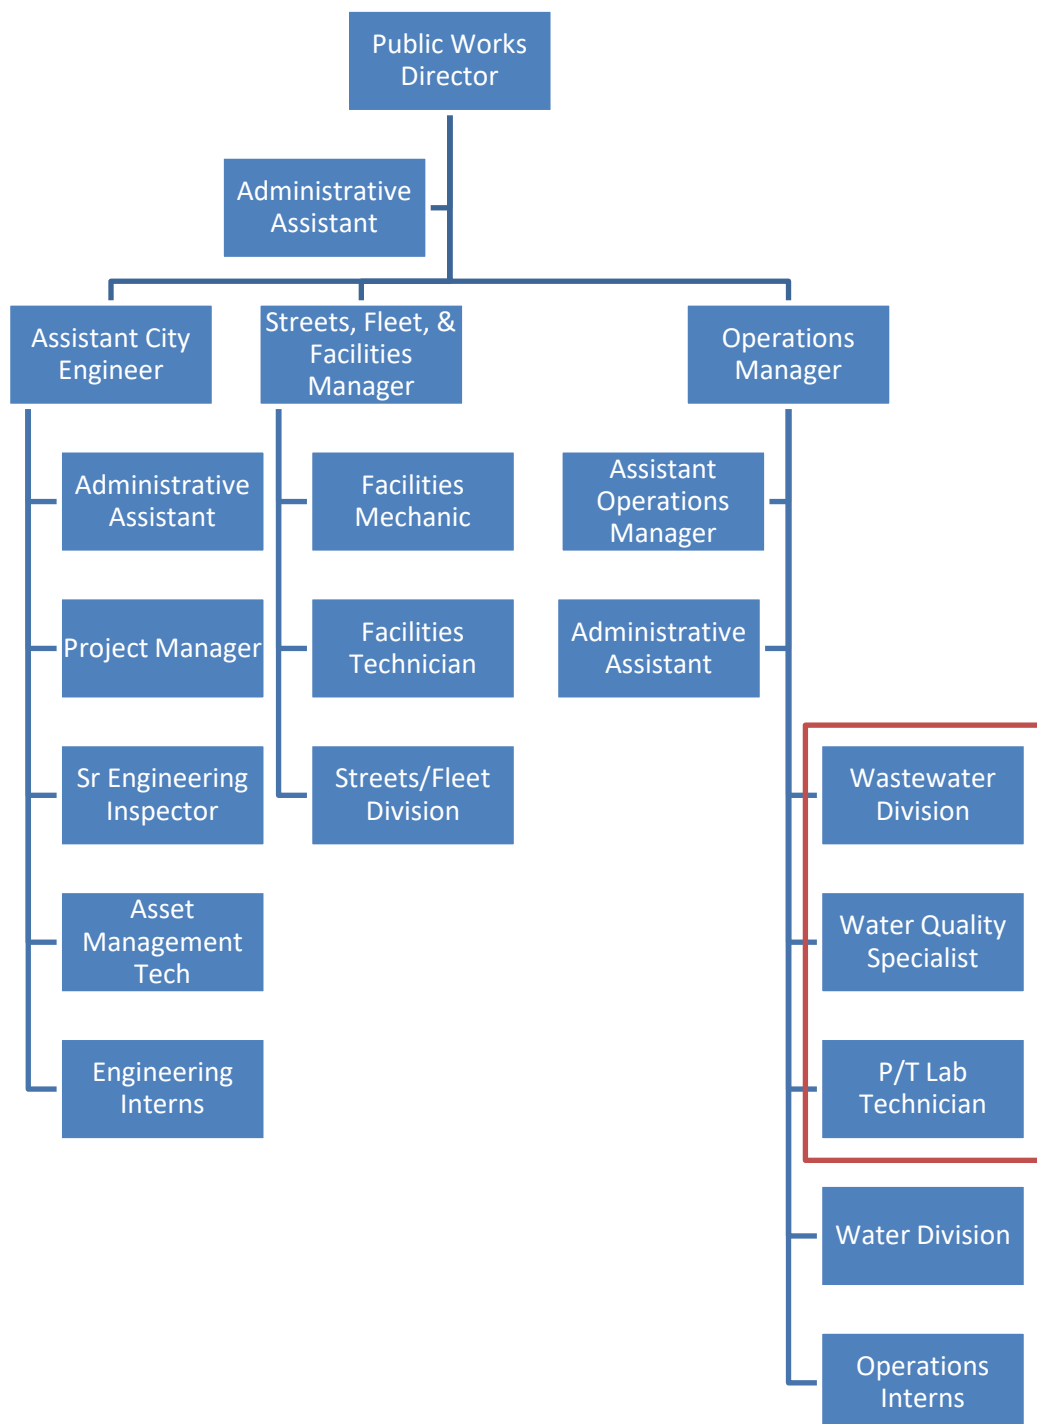 Public Works
Director
Administrative
Assistant
Assistant City
Engineer
Streets, Fleet, &
Facilities
Manager
Operations
Manager
Administrative
Assistant
Project Manager
Sr Engineering
Inspector
Asset
Management
Tech
Engineering
Interns
Facilities
Mechanic
Facilities
Technician
Streets/Fleet
Division
Assistant
Operations
Manager
Administrative
Assistant
Wastewater
Division
Water Quality
Specialist
P/T Lab
Technician
Water Division
Operations
Interns